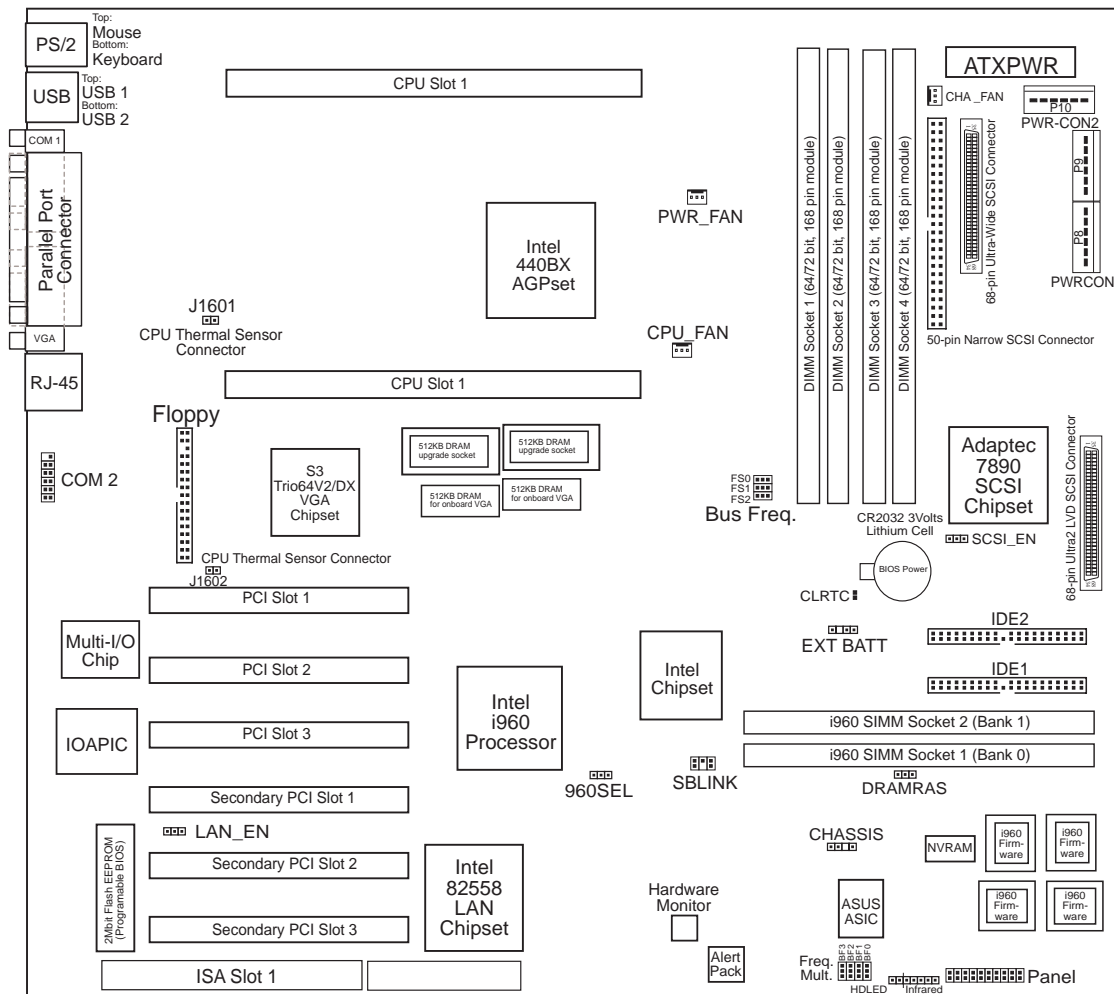 PS/2
Top:
Mouse
Bottom:
Keyboard
USB
Top:
USB 1
Bottom:
USB 2
COM 1
Parallel Port
Connector
VGA
RJ-45
CPU Slot 1
ATXPWR
CHA _FAN
P10
PWR-CON2
P9
P8
PWRCON
68-pin Ultra-Wide SCSI Connector
50-pin Narrow SCSI Connector
DIMM Socket 1 (64/72 bit, 168 pin module)
DIMM Socket 2 (64/72 bit, 168 pin module)
DIMM Socket 3 (64/72 bit, 168 pin module)
DIMM Socket 4 (64/72 bit, 168 pin module)
PWR_FAN
Intel
440BX
AGPset
J1601
CPU Thermal Sensor
Connector
CPU_FAN
CPU Slot 1
Floppy
COM 2
S3
Trio64V2/DX
VGA
Chipset
512KB DRAM
upgrade socket
512KB DRAM
upgrade socket
512KB DRAM
for onboard VGA
512KB DRAM
for onboard VGA
FS0
FS1
FS2
Bus Freq.
Adaptec
7890
SCSI
Chipset
SCSI_EN
68-pin Ultra2 LVD SCSI Connector
CR2032 3Volts
Lithium Cell
BIOS Power
CLRTC
CPU Thermal Sensor Connector
J1602
PCI Slot 1
Multi-I/O
Chip
PCI Slot 2
EXT BATT
IDE2
IDE1
Intel
Chipset
Intel
i960
Processor
IOAPIC
PCI Slot 3
i960 SIMM Socket 2 (Bank 1)
i960 SIMM Socket 1 (Bank 0)
960SEL
SBLINK
DRAMRAS
Secondary PCI Slot 1
LAN_EN
2Mbit Flash EEPROM
(Programable BIOS)
Secondary PCI Slot 2
Secondary PCI Slot 3
Intel
82558
LAN
Chipset
ISA Slot 1
CHASSIS
NVRAM
i960
Firm-
ware
i960
Firm-
ware
i960
Firm-
ware
i960
Firm-
ware
Hardware
Monitor
ASUS
ASIC
Alert
Pack
BF3
BF2
BF1
BF0
Freq.
Mult.
HDLED
Infrared
Panel